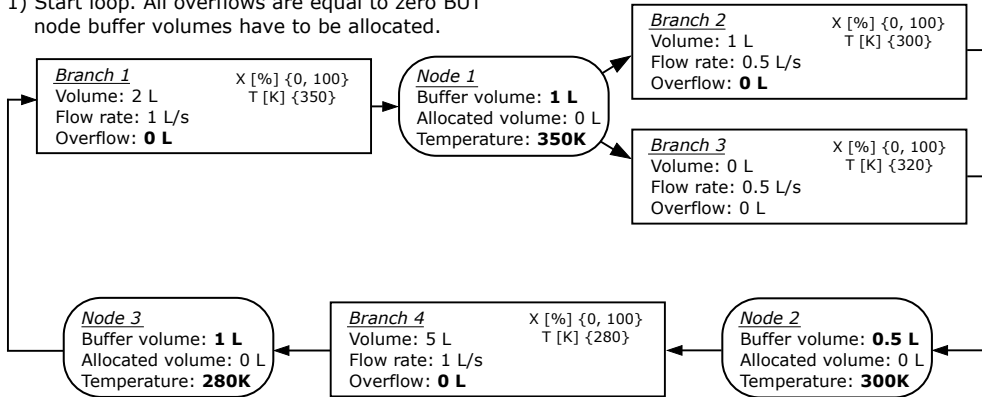 1) Start loop. All overflows are equal to zero BUT
node buffer volumes have to be allocated.
Branch 1
X [%] {0, 100}
Volume: 2 L
T [K] {350}
Flow rate: 1 L/s
Overflow: 0 L
Node 1
Buffer volume: 1 L
Allocated volume: 0 L
Temperature: 350K
Branch 2
X [%] {0, 100}
Volume: 1 L
T [K] {300}
Flow rate: 0.5 L/s
Overflow: 0 L
Branch 3
X [%] {0, 100}
Volume: 0 L
T [K] {320}
Flow rate: 0.5 L/s
Overflow: 0 L
Node 3
Buffer volume: 1 L
Allocated volume: 0 L
Temperature: 280K
Branch 4
X [%] {0, 100}
Volume: 5 L
T [K] {280}
Flow rate: 1 L/s
Overflow: 0 L
Node 2
Buffer volume: 0.5 L
Allocated volume: 0 L
Temperature: 300K